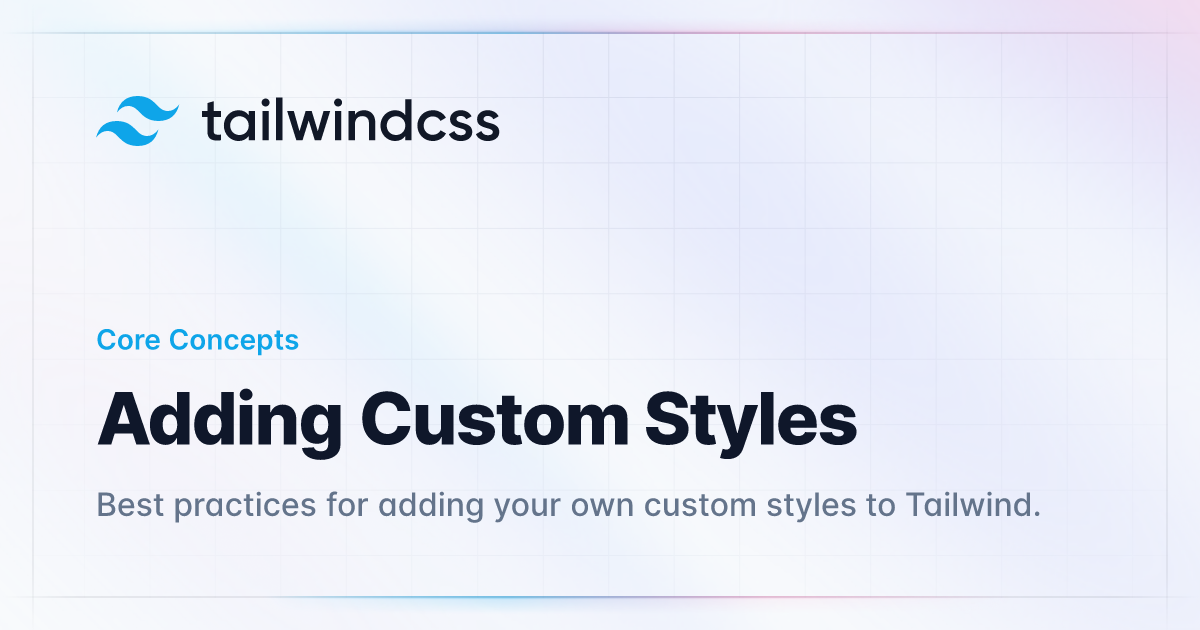 tailwindcss
Core Concepts
Adding Custom Styles
Best practices for adding your own custom styles to Tailwind.